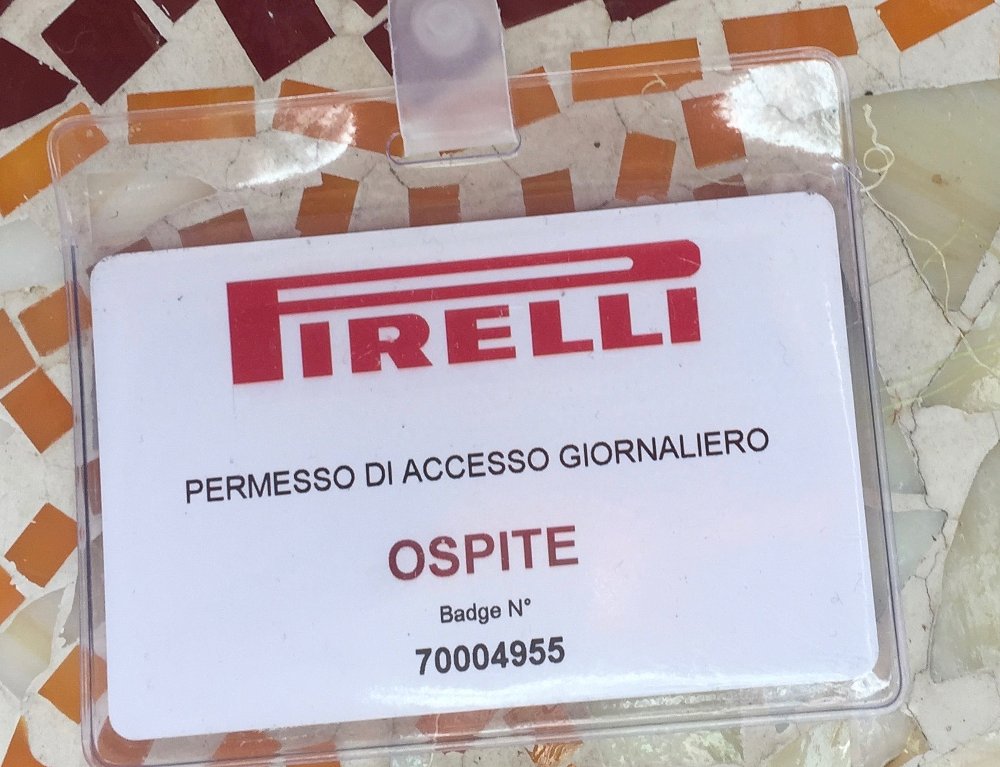 PIRELLI
PERMESSO DI ACCESSO GIORNALIERO
OSPITE
Badge N°
70004955